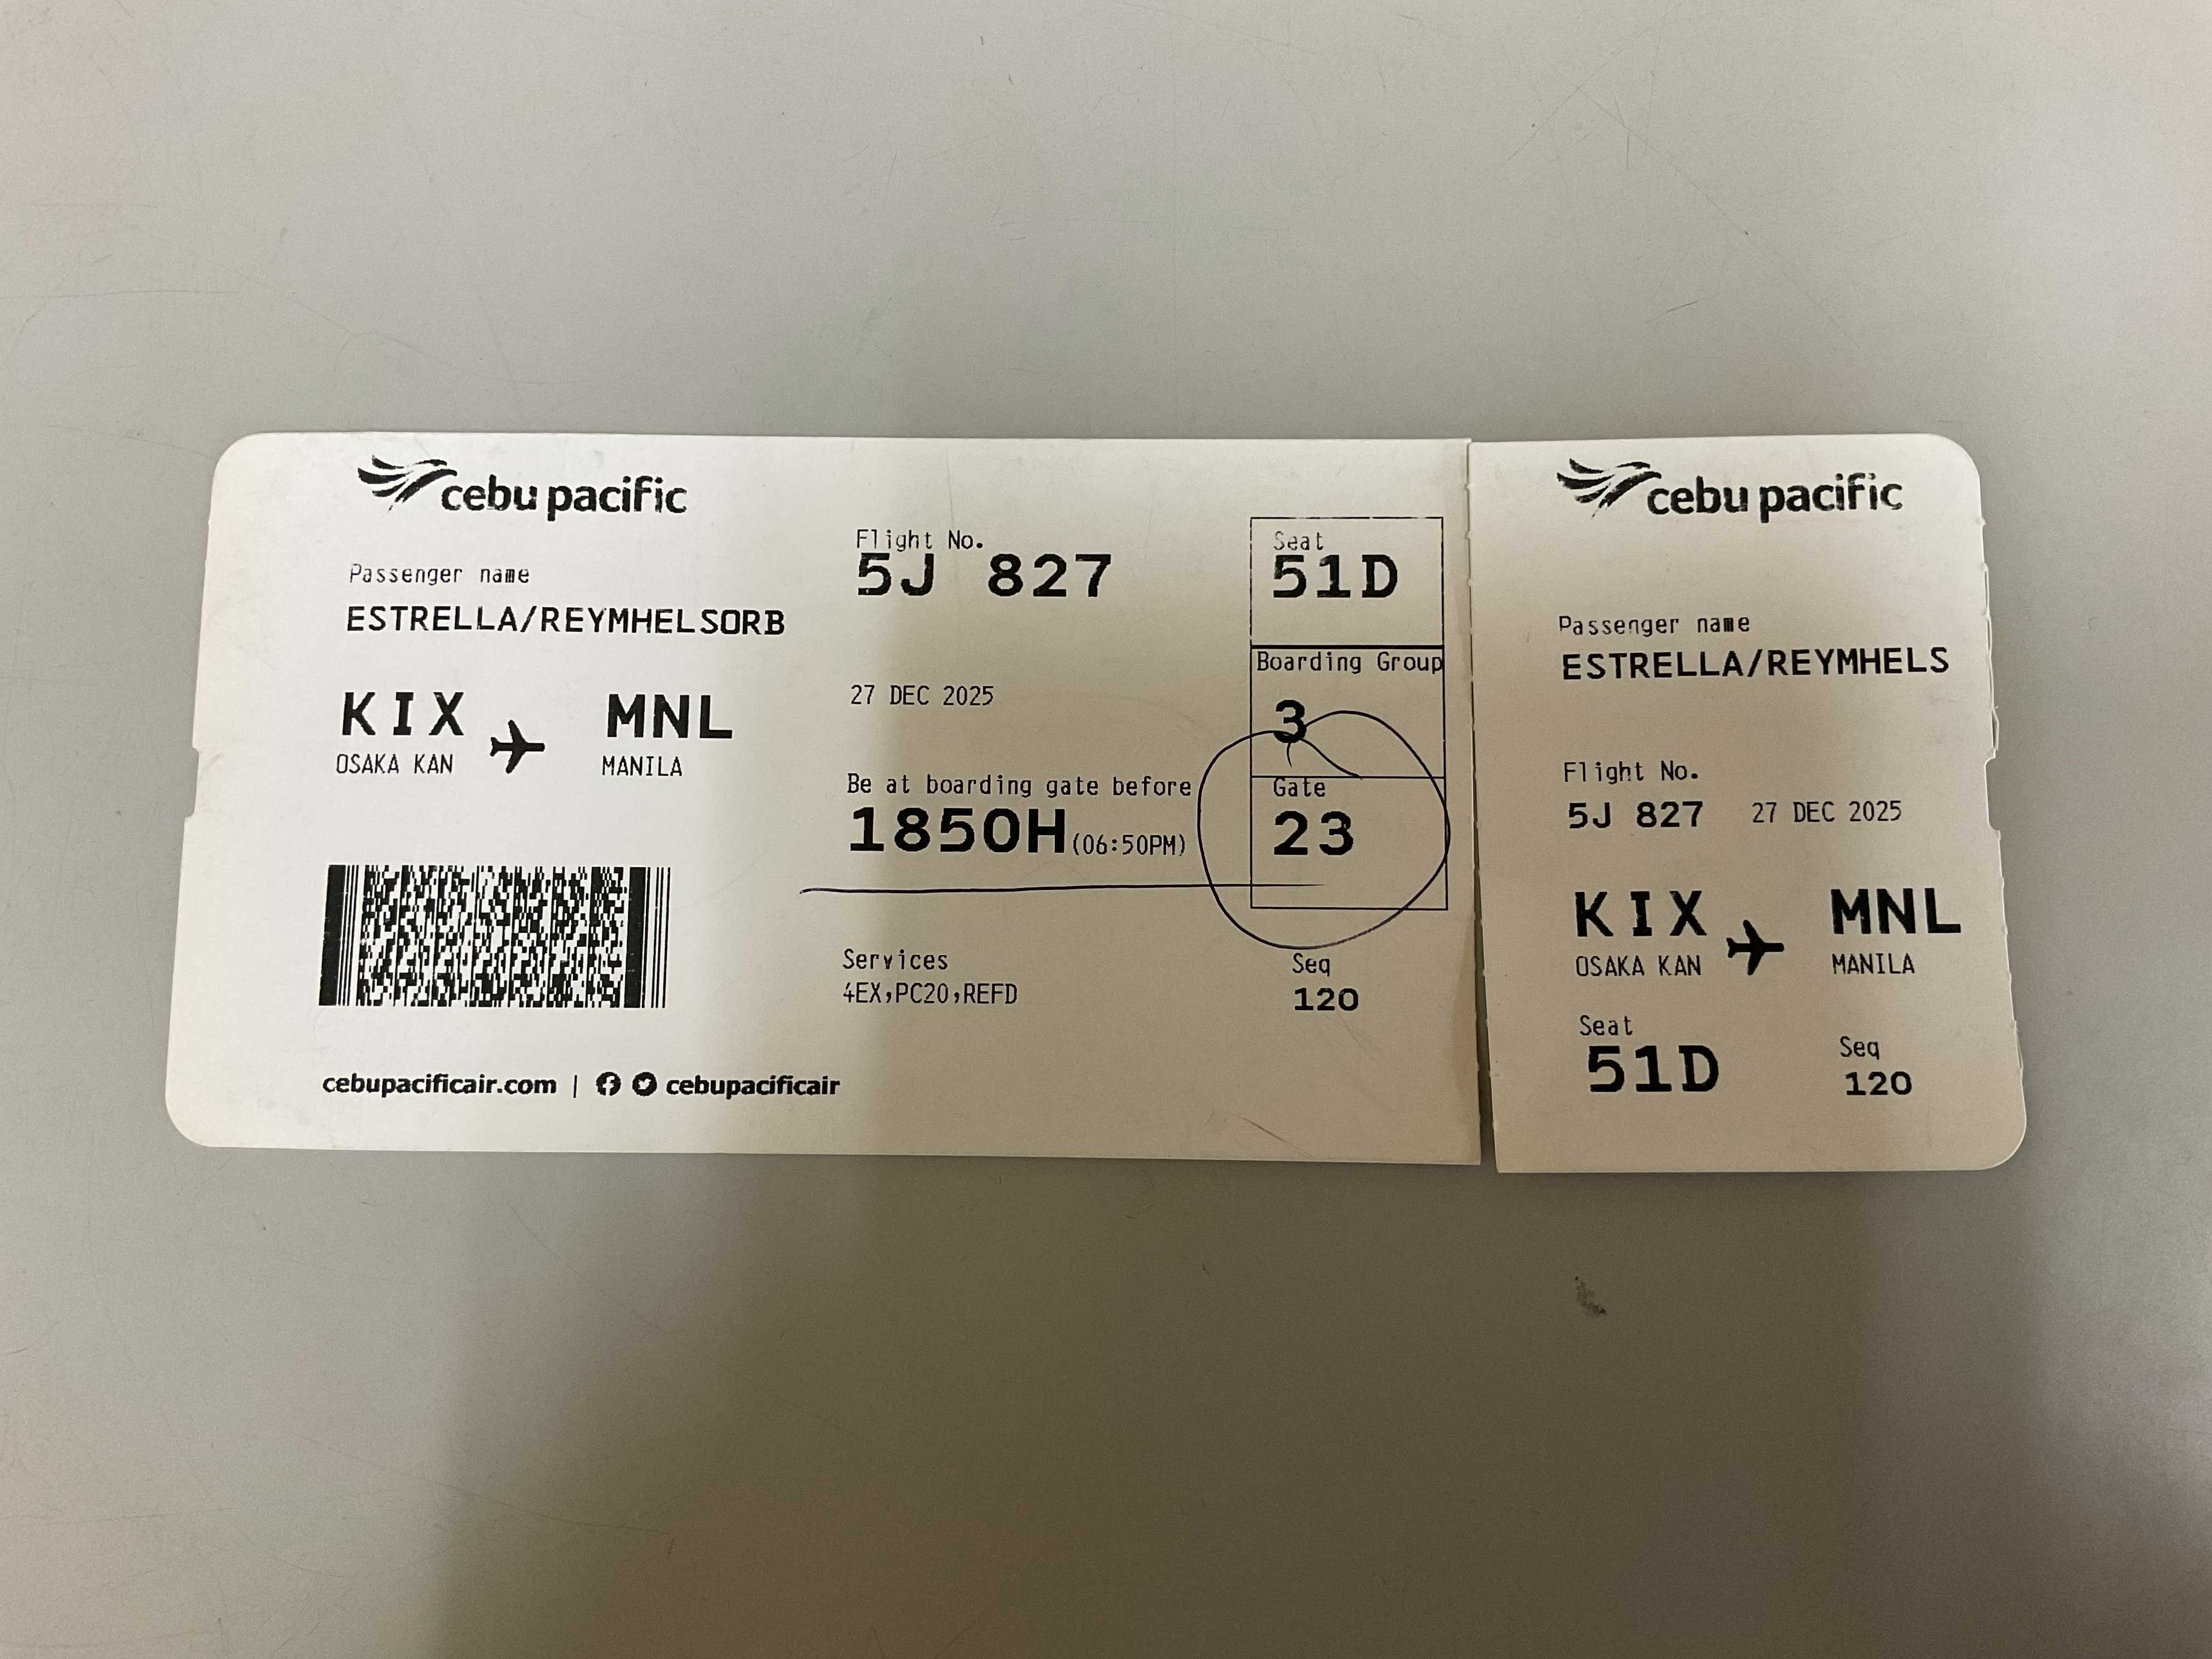 cebu pacific
Passenger name
ESTRELLA/REYMHELSORB
KIX MNL
OSAKA KAN MANILA
cebupacificair.com | cebupacificair
Flight No.
5J 827
27 DEC 2025
Be at boarding gate before
1850H(06:50PM)
Services
4EX,PC20,REFD
Seat
51D
Boarding Group
3
Gate
23
Seq
120
cebu pacific
Passenger name
ESTRELLA/REYMHELS
Flight No.
5J 827 27 DEC 2025
KIX MNL
OSAKA KAN MANILA
Seat
51D
Seq
120